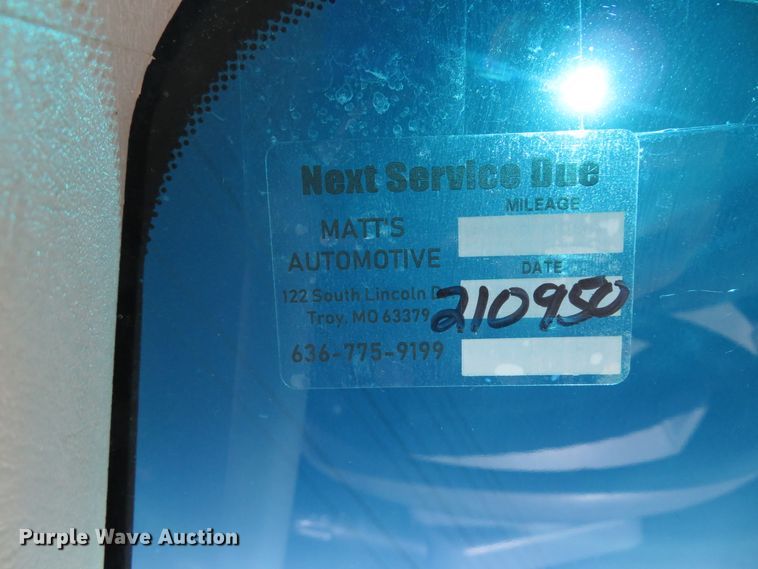 Next Service Due
MATT'S
AUTOMOTIVE
122 South Lincoln Dr
Troy, MO 63379
636-775-9199
MILEAGE
DATE
210950
Purple Wave Auction